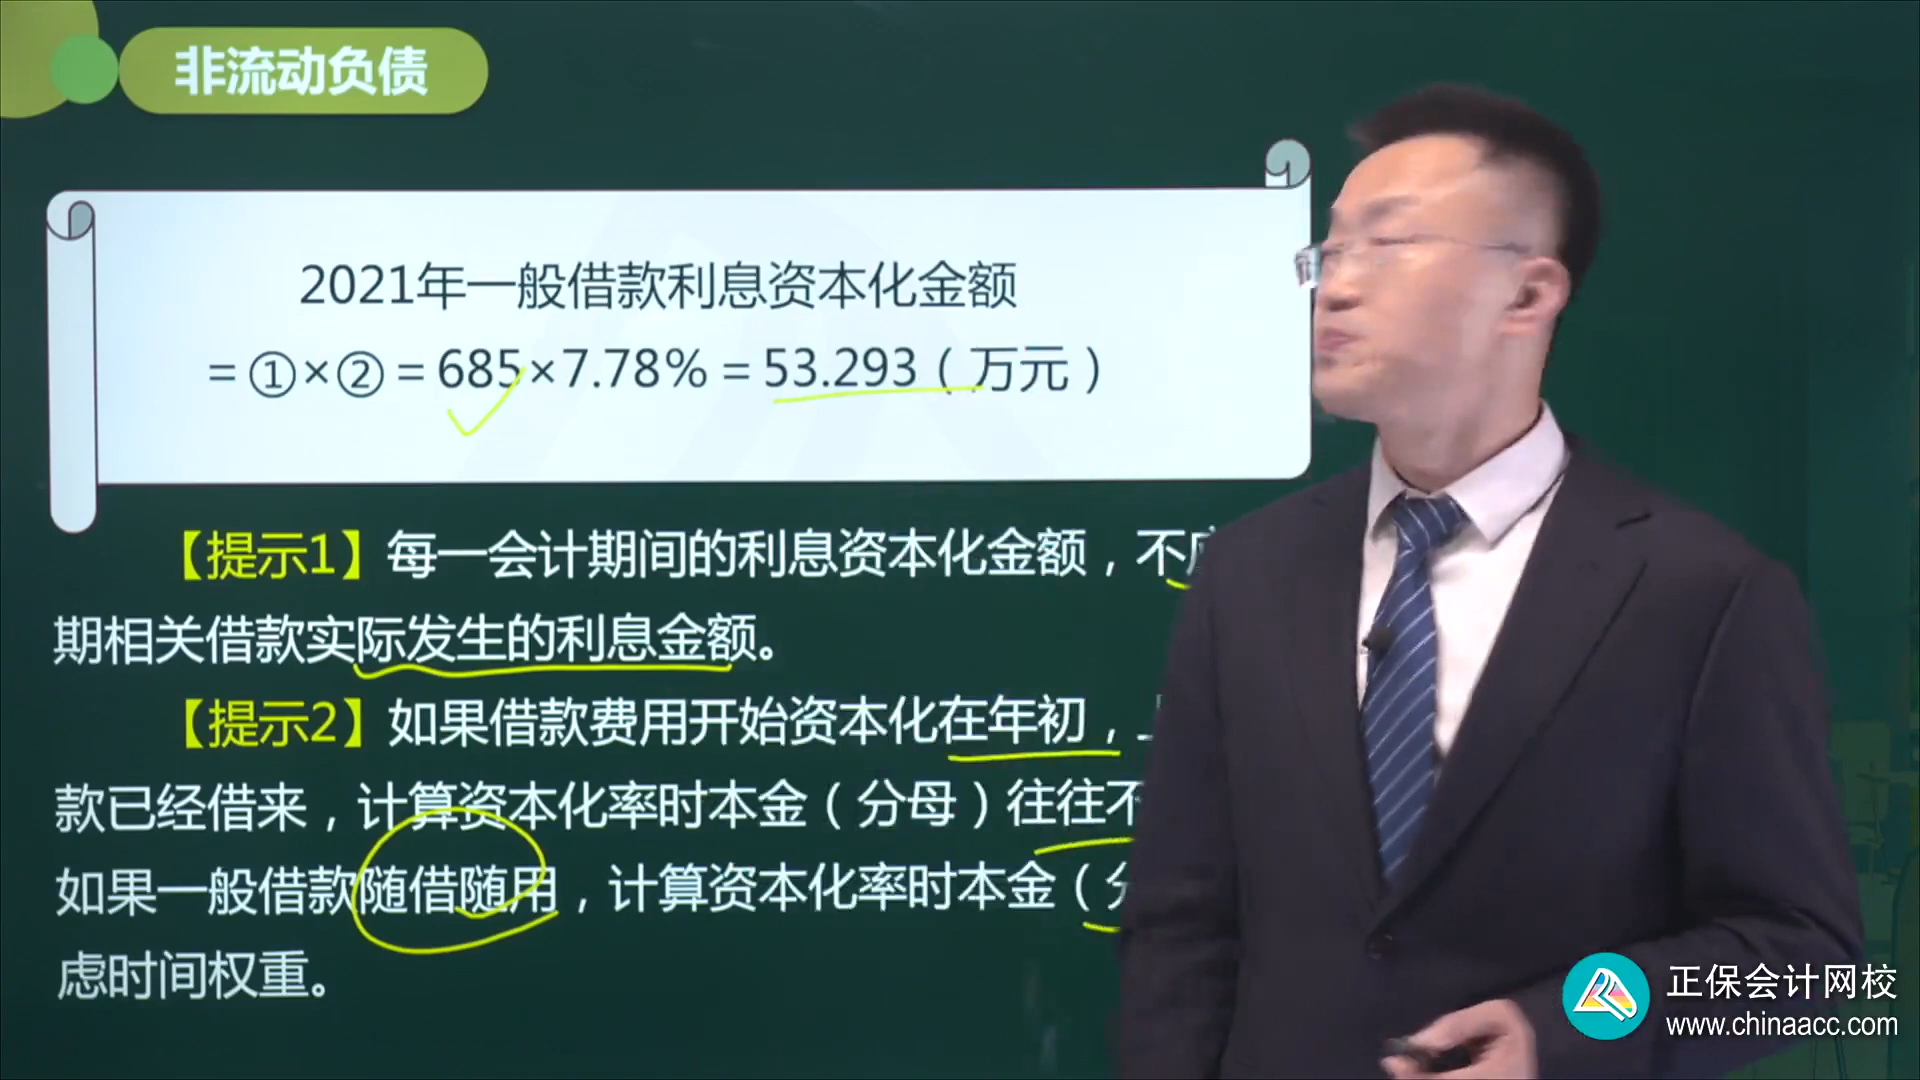 非流动负债
2021年一般借款利息资本化金额
=①×②=685×7.78%=53.293(万元)
【提示1】每一会计期间的利息资本化金额,不
期相关借款实际发生的利息金额。
【提示2】如果借款费用开始资本化在年初,
款已经借来,计算资本化率时本金(分母)往往不
如果一般借款随借随用,计算资本化率时本金(
虑时间权重。
正保会计网校
www.chinaacc.com